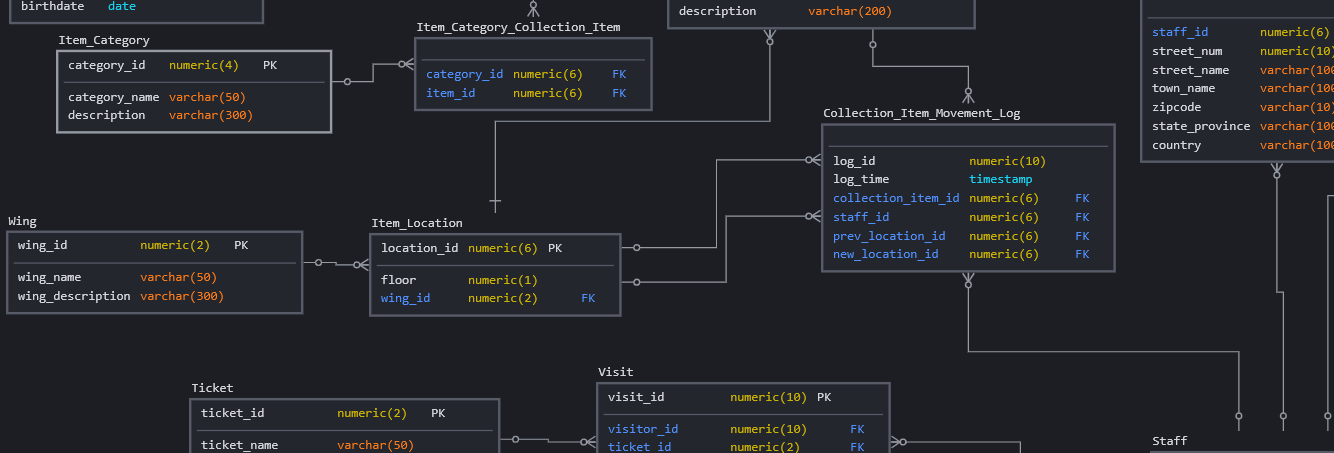 birthdate date
description varchar(200)
Item_Category
category_id numeric(4) PK
category_name varchar(50)
description varchar(300)
Item_Category_Collection_Item
category_id numeric(6) FK
item_id numeric(6) FK
staff_id numeric(6)
street_num numeric(10)
street_name
town_name
zipcode varchar(10)
state_province
country
Collection_Item_Movement_Log
log_id numeric(10)
log_time timestamp
collection_item_id numeric(6) FK
staff_id numeric(6) FK
prev_location_id numeric(6) FK
new_location_id numeric(6) FK
Wing
wing_id numeric(2) PK
wing_name varchar(50)
wing_description varchar(300)
Item_Location
location_id numeric(6) PK
floor numeric(1)
wing_id numeric(2) FK
Ticket
ticket_id numeric(2) PK
ticket_name varchar(50)
Visit
visit_id numeric(10) PK
visitor_id numeric(10) FK
ticket_id numeric(2) FK
Staff